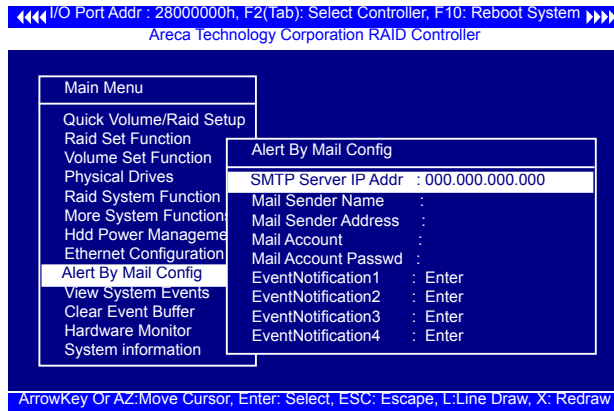 I/O Port Addr : 28000000h, F2(Tab): Select Controller, F10: Reboot System
Areca Technology Corporation RAID Controller
Main Menu
Quick Volume/Raid Setup
Raid Set Function
Volume Set Function
Physical Drives
Raid System Function
More System Functions
Hdd Power Manageme
Ethernet Configuration
Alert By Mail Config
View System Events
Clear Event Buffer
Hardware Monitor
System information
Alert By Mail Config
SMTP Server IP Addr : 000.000.000.000
Mail Sender Name :
Mail Sender Address :
Mail Account :
Mail Account Passwd :
EventNotification1 : Enter
EventNotification2 : Enter
EventNotification3 : Enter
EventNotification4 : Enter
ArrowKey Or AZ:Move Cursor, Enter: Select, ESC: Escape, L:Line Draw, X: Redraw